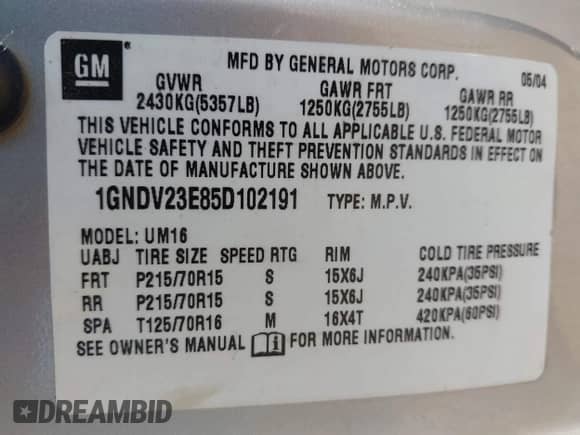 GM
MFD BY GENERAL MOTORS CORP.
05/04
GVWR GAWR FRT GAWR RR
2430KG(5357LB) 1250KG(2755LB) 1250KG(2755LB)
THIS VEHICLE CONFORMS TO ALL APPLICABLE U.S. FEDERAL MOTOR
VEHICLE SAFETY AND THEFT PREVENTION STANDARDS IN EFFECT ON
THE DATE OF MANUFACTURE SHOWN ABOVE.
1GNDV23E85D102191 TYPE: M.P.V.
MODEL: UM16
UABJ TIRE SIZE SPEED RTG RIM COLD TIRE PRESSURE
FRT P215/70R15 S 15X6J 240KPA(35PSI)
RR P215/70R15 S 15X6J 240KPA(35PSI)
SPA T125/70R16 M 16X4T 420KPA(60PSI)
SEE OWNER'S MANUAL i FOR MORE INFORMATION.
DREAMBID